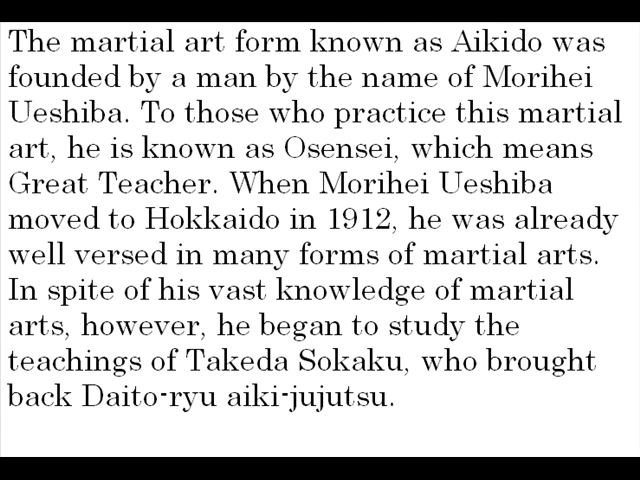 The martial art form known as Aikido was
founded by a man by the name of Morihei
Ueshiba. To those who practice this martial
art, he is known as Osensei, which means
Great Teacher. When Morihei Ueshiba
moved to Hokkaido in 1912, he was already
well versed in many forms of martial arts.
In spite of his vast knowledge of martial
arts, however, he began to study the
teachings of Takeda Sokaku, who brought
back Daito-ryu aiki-jujutsu.